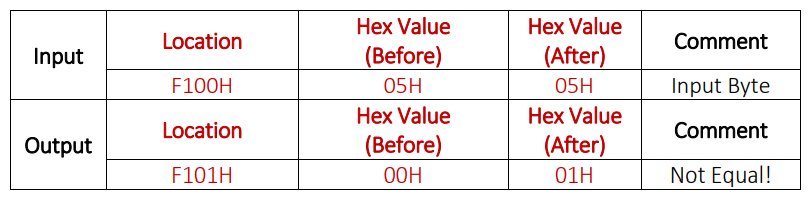 Input Location Hex Value (Before) Hex Value (After) Comment
F100H 05H 05H Input Byte
Output Location Hex Value (Before) Hex Value (After) Comment
F101H 00H 01H Not Equal!